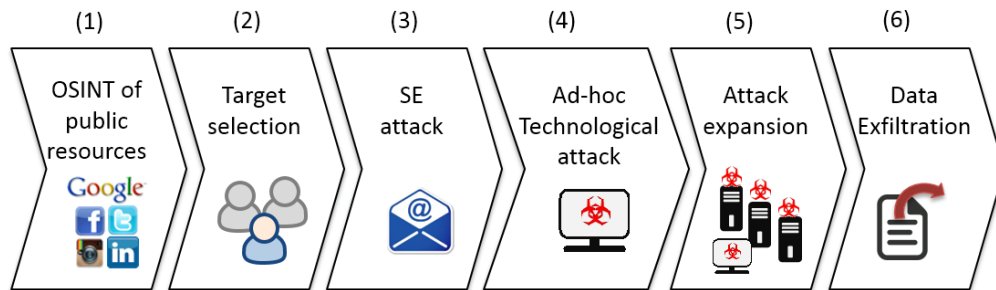 (1)
(2)
(3)
(4)
(5)
(6)
OSINT of
public
resources
Google
f
in
Target
selection
SE
attack
@
Ad-hoc
Technological
attack
Attack
expansion
Data
Exfiltration